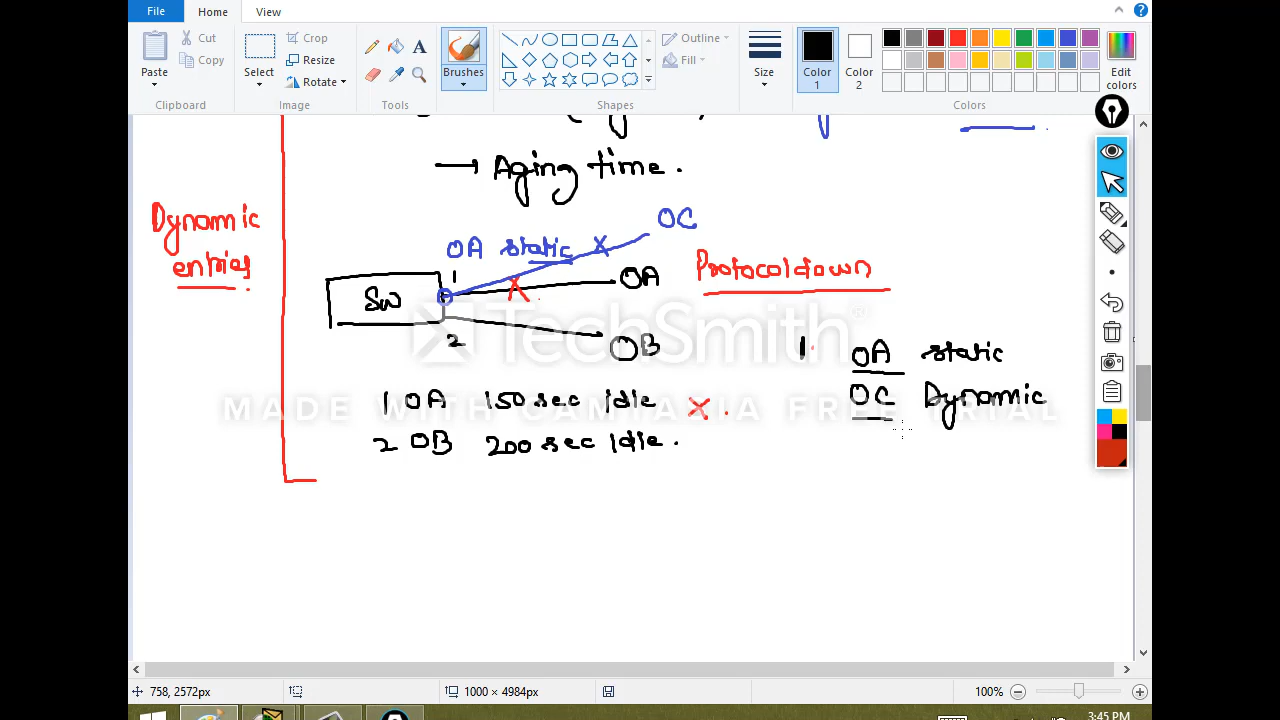 File Home View
Cut
Copy
Paste
Select
Crop
Resize
Rotate
Brushes
Outline
Fill
Size
Color 1
Color 2
Edit colors
Clipboard Image Tools Shapes Colors
→ Aging time.
Dynamic entries
OC
OA static X
1
SW
X
OA
Protocol down
2
OB
TechSmith
MADE WITH CAMTASIA FREE TRIAL
1 OA static
OC Dynamic
1 OA 150 sec Idle X
2 OB 200 sec Idle.
758, 2572px
1000 × 4984px
100%
3:45 PM